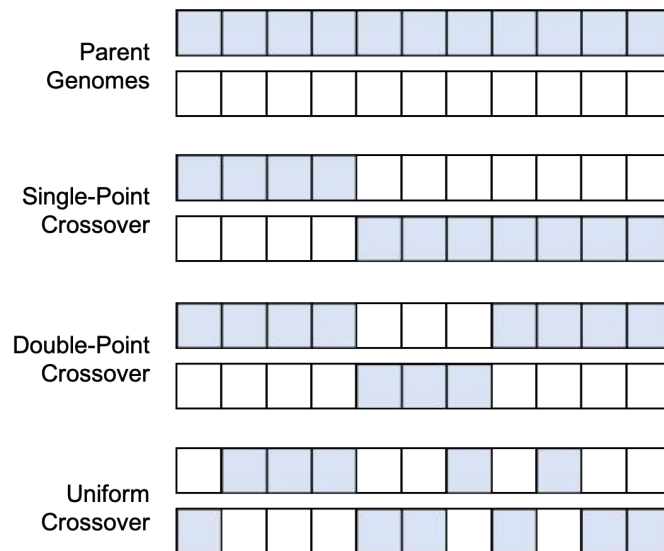 Parent
Genomes
Single-Point
Crossover
Double-Point
Crossover
Uniform
Crossover